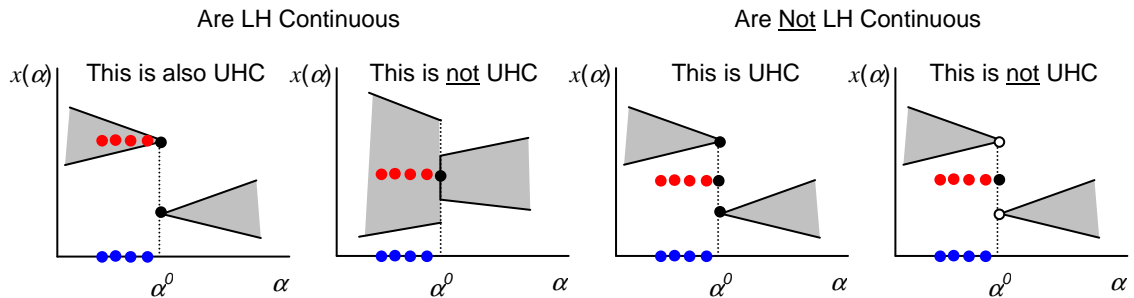 Are LH Continuous
Are Not LH Continuous
x(α) This is also UHC
x(α) This is not UHC
x(α) This is UHC
x(α) This is not UHC
α⁰ α
α⁰ α
α⁰ α
α⁰ α